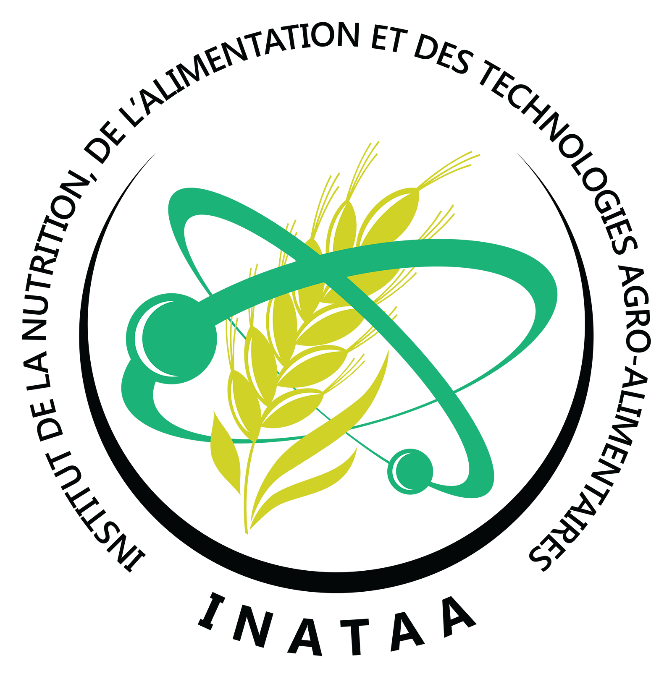 INSTITUT DE LA NUTRITION, DE L'ALIMENTATION ET DES TECHNOLOGIES AGRO-ALIMENTAIRES
INATAA